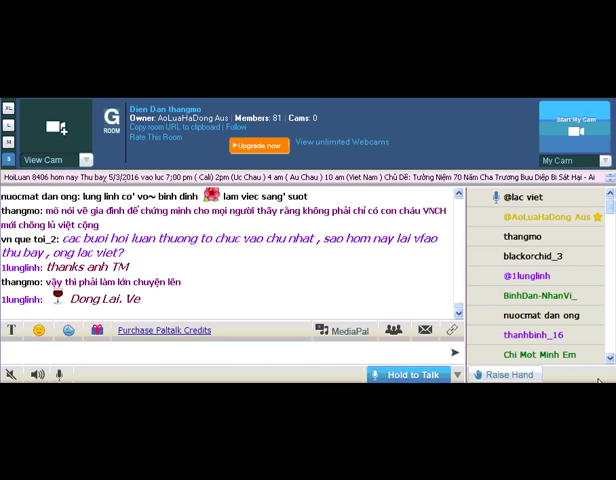 XL
L
M
S
View Cam
G
ROOM
Dien Dan thangmo
Owner: AoLuaHaDong Aus | Members: 81 | Cams: 0
Copy room URL to clipboard | Follow
Rate This Room
Upgrade now
View unlimited Webcams
Start My Cam
My Cam
HoiLuan 8406 hom nay Thu bay 5/3/2016 vao luc 7;00 pm ( Cali) 2pm (Uc Chau ) 4 am ( Au Chau ) 10 am (Viet Nam ) Chủ Đề: Tưởng Niệm 70 Năm Cha Trương Buu Diệp Bi Sát Hại - Ai
nuocmat dan ong: lung linh co' vo~ binh dinh lam viec sang' suot
thangmo: mõ nói về gia đình để chứng minh cho mọi người thấy rằng không phải chỉ có con cháu VNCH
mới chống lủ việt cộng
vn que toi_2: cac buoi hoi luan thuong to chuc vao chu nhat , sao hom nay lai vfao
thu bay , ong lac viet?
1lunglinh: thanks anh TM
thangmo: vậy thì phải làm lớn chuyện lên
1lunglinh: Dong Lai. Ve
T
Purchase Paltalk Credits
MediaPal
Hold to Talk
@lac viet
@AoLuaHaDong Aus
thangmo
blackorchid_3
@1lunglinh
BinhDan-NhanVi_
nuocmat dan ong
thanhbinh_16
Chi Mot Minh Em
Raise Hand